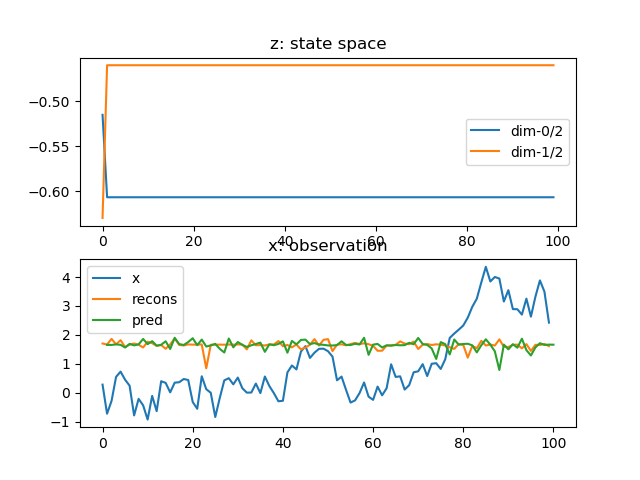 z: state space
−0.50
−0.55
−0.60
dim-0/2
dim-1/2
0 20 40 60 80 100
x: observation
4
3
2
1
0
−1
x
recons
pred
0 20 40 60 80 100